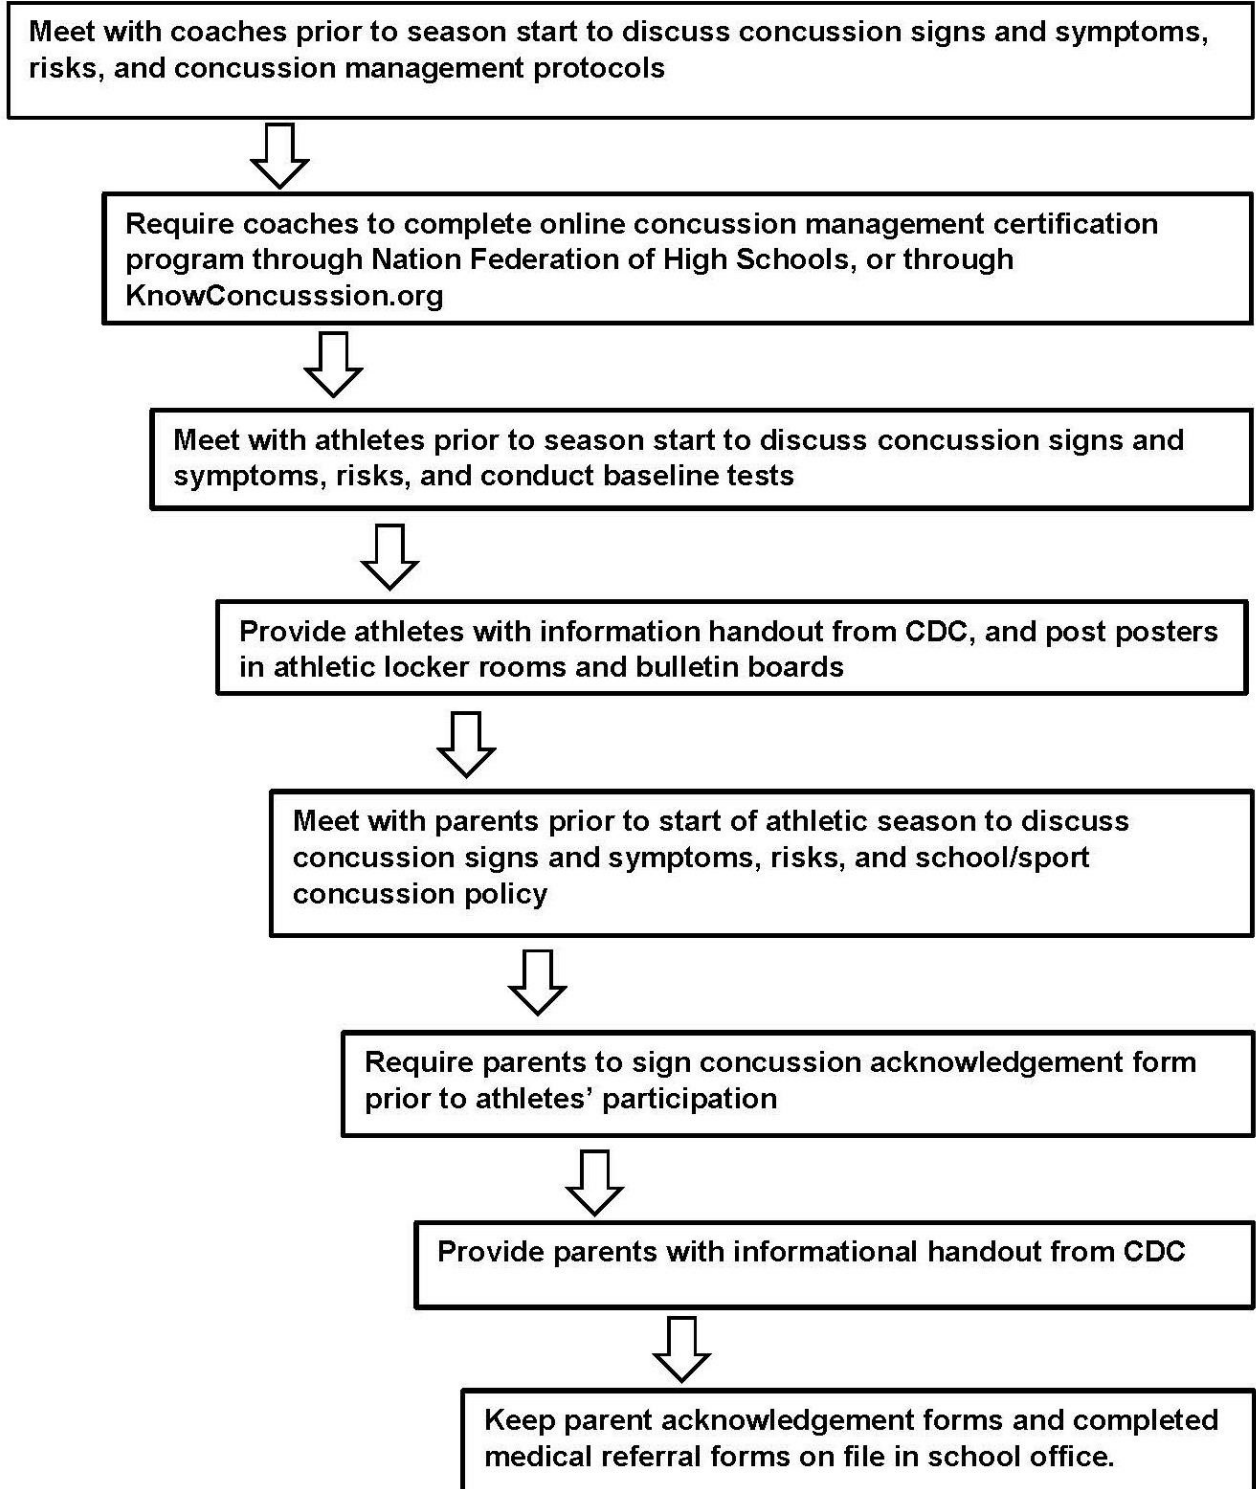 Meet with coaches prior to season start to discuss concussion signs and symptoms,
risks, and concussion management protocols
Require coaches to complete online concussion management certification
program through Nation Federation of High Schools, or through
KnowConcusssion.org
Meet with athletes prior to season start to discuss concussion signs and
symptoms, risks, and conduct baseline tests
Provide athletes with information handout from CDC, and post posters
in athletic locker rooms and bulletin boards
Meet with parents prior to start of athletic season to discuss
concussion signs and symptoms, risks, and school/sport
concussion policy
Require parents to sign concussion acknowledgement form
prior to athletes’ participation
Provide parents with informational handout from CDC
Keep parent acknowledgement forms and completed
medical referral forms on file in school office.